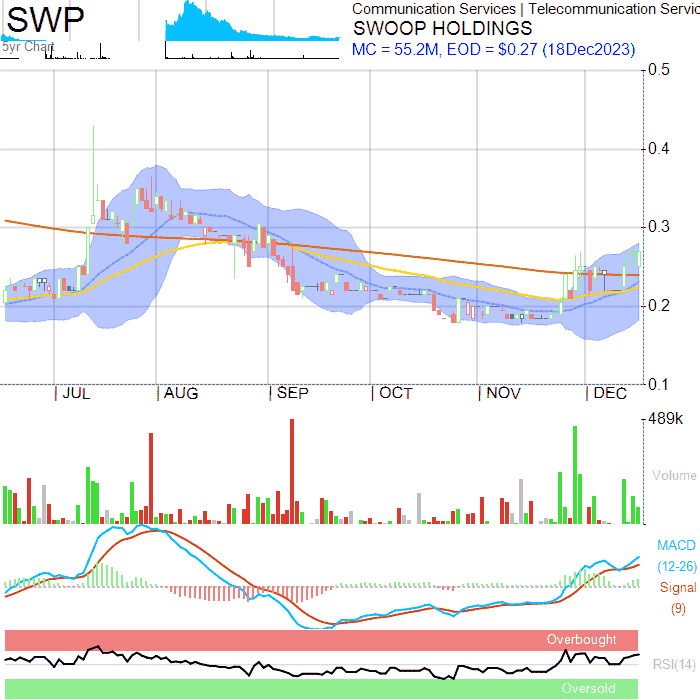 SWP
5yr Chart
Communication Services | Telecommunication Servic
SWOOP HOLDINGS
MC = 55.2M, EOD = $0.27 (18Dec2023)
0.5
0.4
0.3
0.2
0.1
JUL AUG SEP OCT NOV DEC
489k
Volume
MACD
(12-26)
Signal
(9)
Overbought
RSI(14)
Oversold